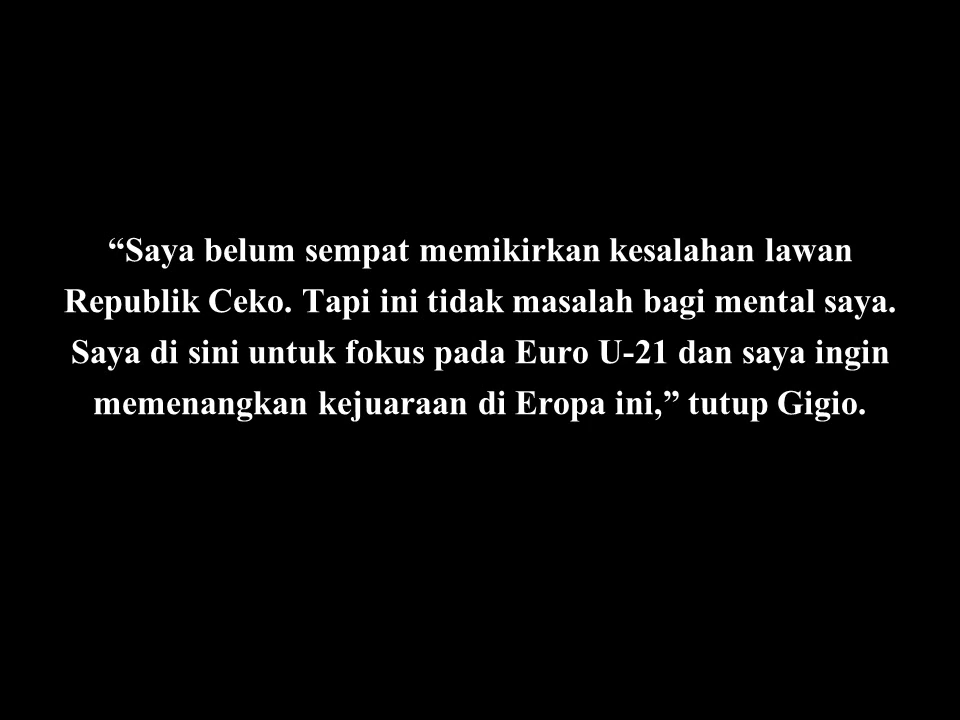 “Saya belum sempat memikirkan kesalahan lawan
Republik Ceko. Tapi ini tidak masalah bagi mental saya.
Saya di sini untuk fokus pada Euro U-21 dan saya ingin
memenangkan kejuaraan di Eropa ini,” tutup Gigio.